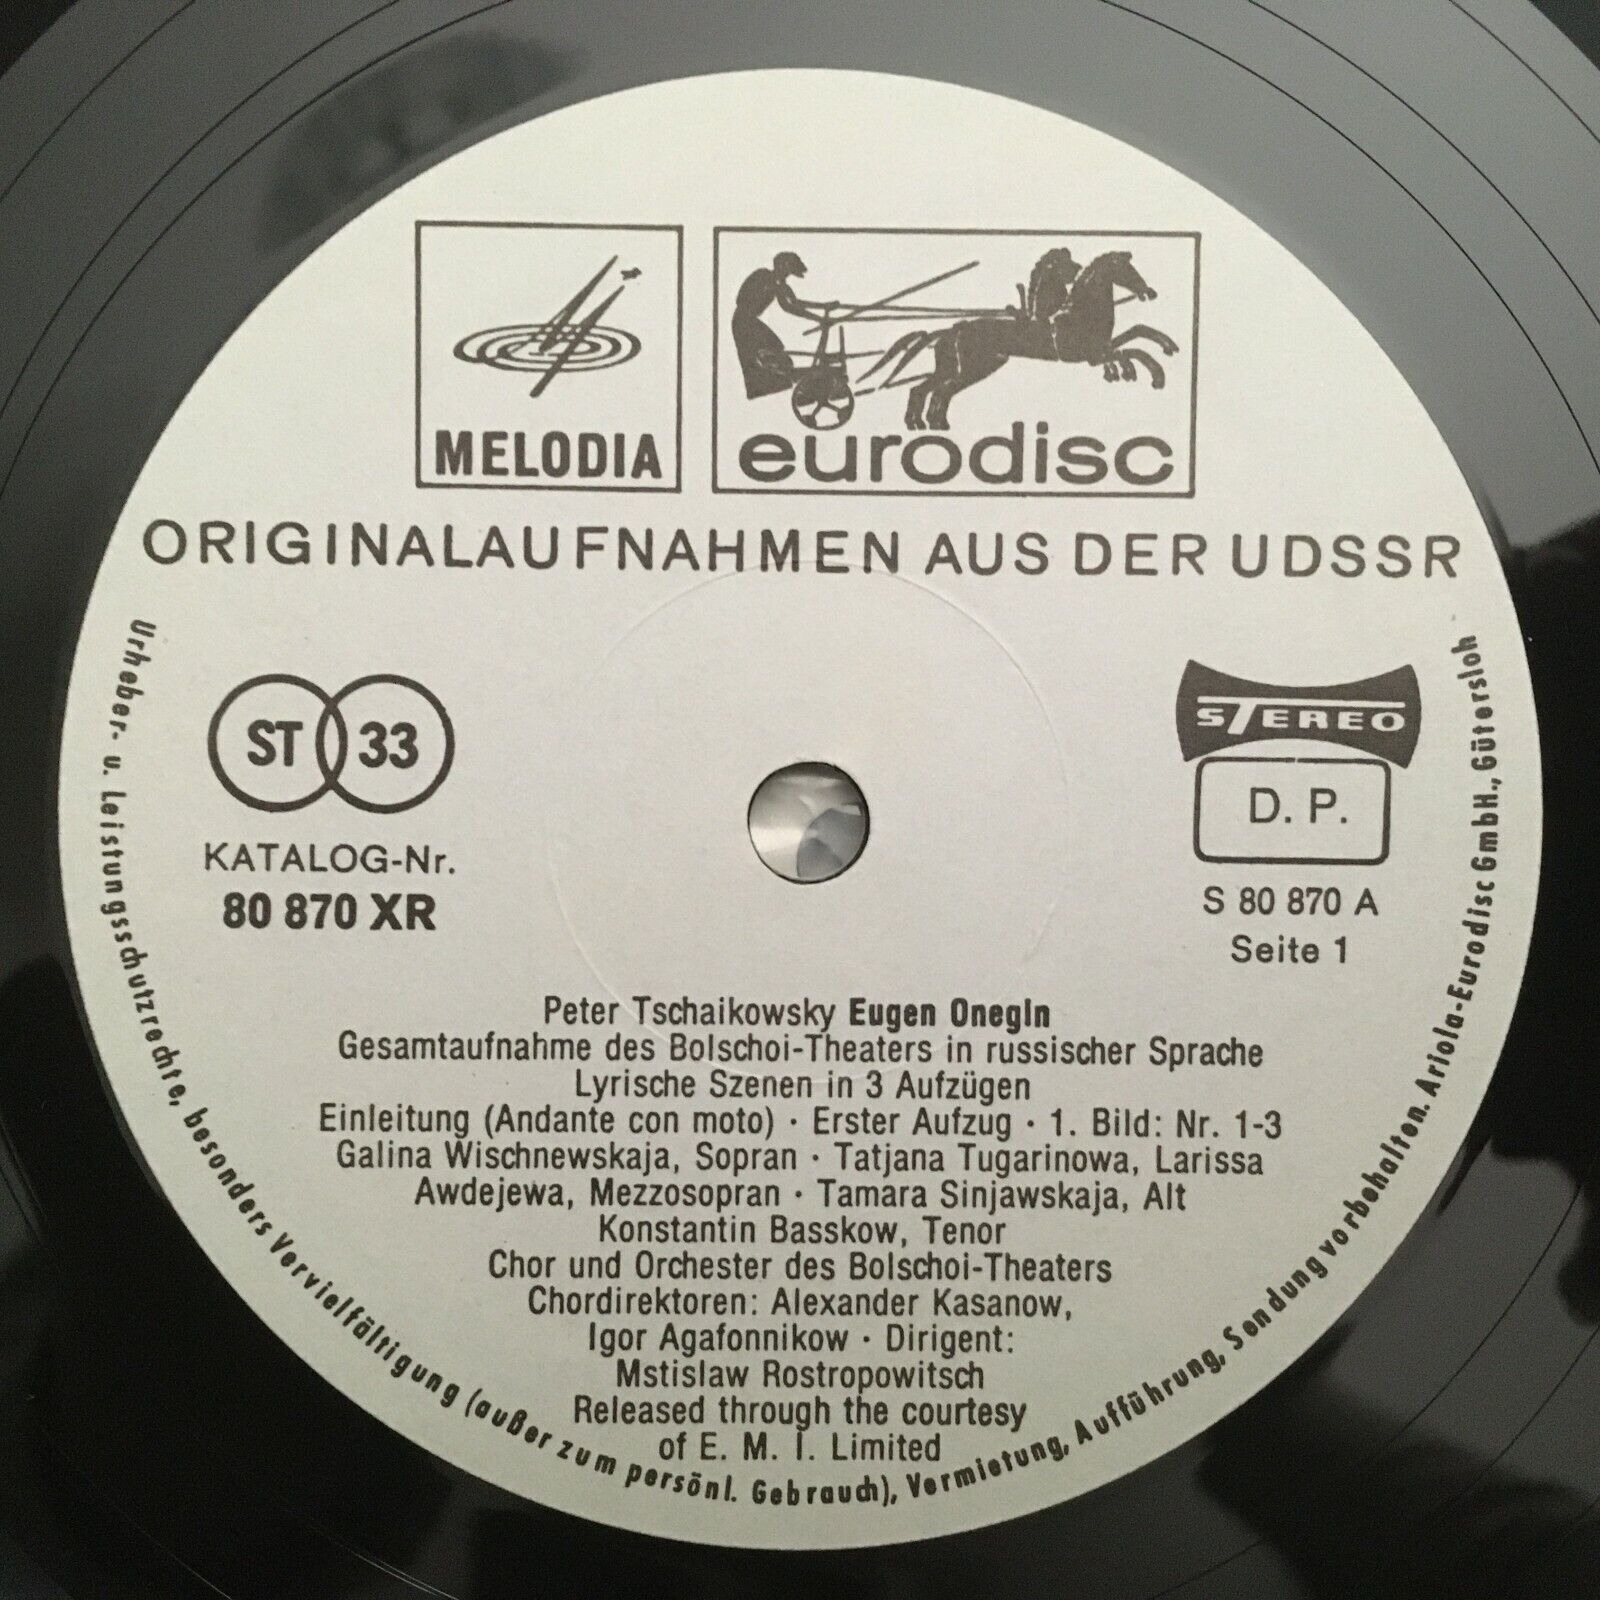 MELODIA
eurodisc
ORIGINALAUFNAHMEN AUS DER UDSSR
ST 33
KATALOG-Nr.
80 870 XR
STEREO
D. P.
S 80 870 A
Seite 1
Peter Tschaikowsky Eugen OnegIn
Gesamtaufnahme des Bolschoi-Theaters in russischer Sprache
Lyrische Szenen in 3 Aufzügen
Einleitung (Andante con moto) · Erster Aufzug · 1. Bild: Nr. 1-3
Galina Wischnewskaja, Sopran · Tatjana Tugarinowa, Larissa
Awdejewa, Mezzosopran · Tamara Sinjawskaja, Alt
Konstantin Basskow, Tenor
Chor und Orchester des Bolschoi-Theaters
Chordirektoren: Alexander Kasanow,
Igor Agafonnikow · Dirigent:
Mstislaw Rostropowitsch
Released through the courtesy
of E. M. I. Limited
Urheber- u. Leistungsschutzrechte, besonders Vervielfältigung (außer zum persönl. Gebrauch), Vermietung, Aufführung, Sendung vorbehalten. Ariola-Eurodisc GmbH., Gütersloh